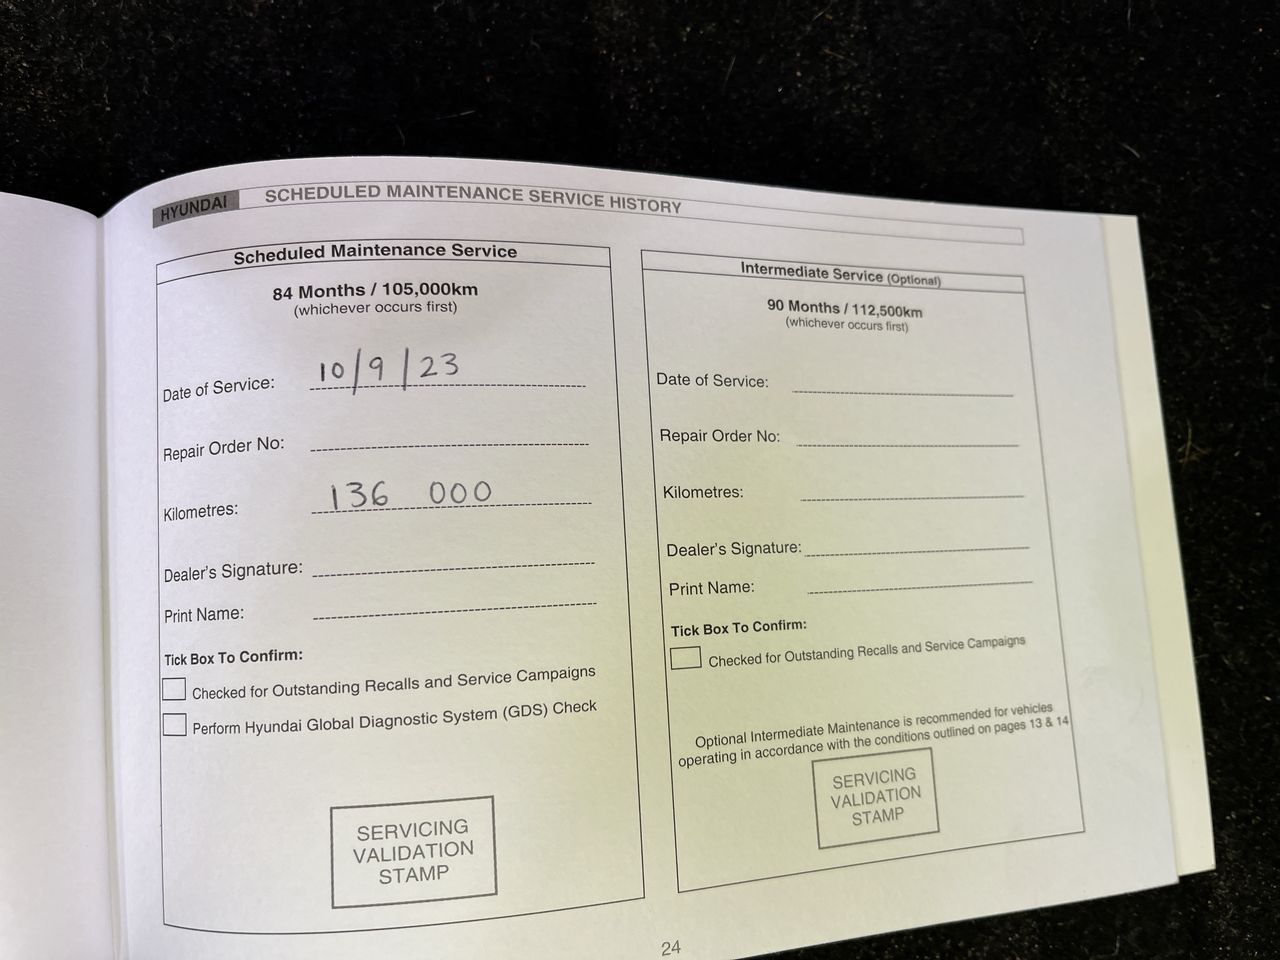 HYUNDAI SCHEDULED MAINTENANCE SERVICE HISTORY
Scheduled Maintenance Service
84 Months / 105,000km
(whichever occurs first)
Date of Service: 10/9/23
Repair Order No:
Kilometres: 136 000
Dealer's Signature:
Print Name:
Tick Box To Confirm:
Checked for Outstanding Recalls and Service Campaigns
Perform Hyundai Global Diagnostic System (GDS) Check
SERVICING
VALIDATION
STAMP
Intermediate Service (Optional)
90 Months / 112,500km
(whichever occurs first)
Date of Service:
Repair Order No:
Kilometres:
Dealer's Signature:
Print Name:
Tick Box To Confirm:
Checked for Outstanding Recalls and Service Campaigns
Optional Intermediate Maintenance is recommended for vehicles
operating in accordance with the conditions outlined on pages 13 & 14
SERVICING
VALIDATION
STAMP
24